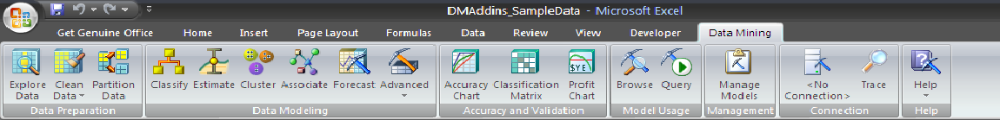 DMAddins_SampleData - Microsoft Excel
Get Genuine Office Home Insert Page Layout Formulas Data Review View Developer Data Mining
Explore Data Clean Data Partition Data Classify Estimate Cluster Associate Forecast Advanced Accuracy Chart Classification Matrix Profit Chart Browse Query Manage Models <No Connection> Trace Help
Data Preparation Data Modeling Accuracy and Validation Model Usage Management Connection Help